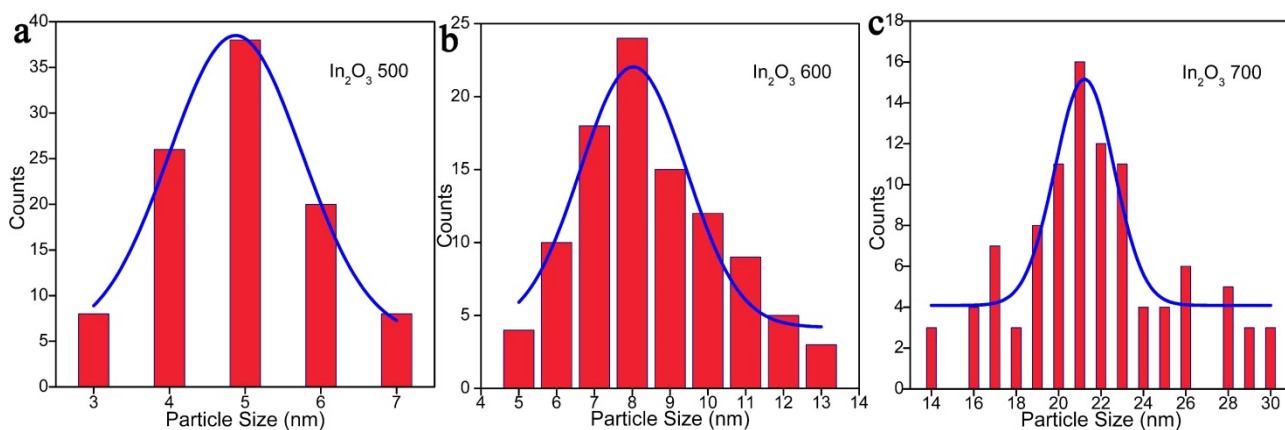 a
In2O3 500
Counts
40
35
30
25
20
15
10
5
0
3 4 5 6 7
Particle Size (nm)
b
In2O3 600
Counts
25
20
15
10
5
0
4 5 6 7 8 9 10 11 12 13 14
Particle Size (nm)
c
In2O3 700
Counts
18
16
14
12
10
8
6
4
2
0
14 16 18 20 22 24 26 28 30
Particle Size (nm)